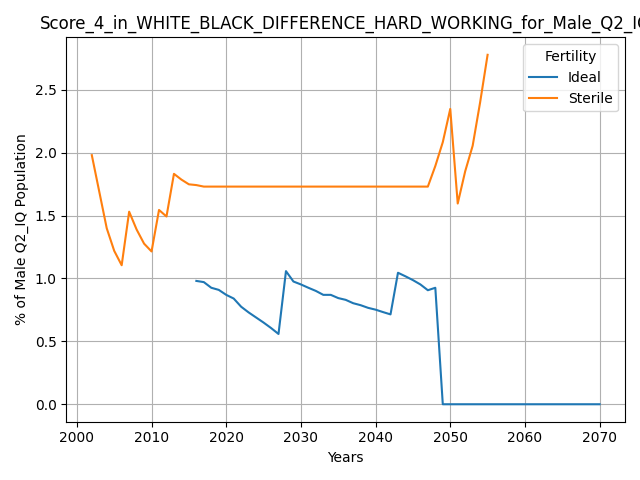 Score_4_in_WHITE_BLACK_DIFFERENCE_HARD_WORKING_for_Male_Q2_IQ
Fertility
Ideal
Sterile
% of Male Q2_IQ Population
2.5
2.0
1.5
1.0
0.5
0.0
2000 2010 2020 2030 2040 2050 2060 2070
Years